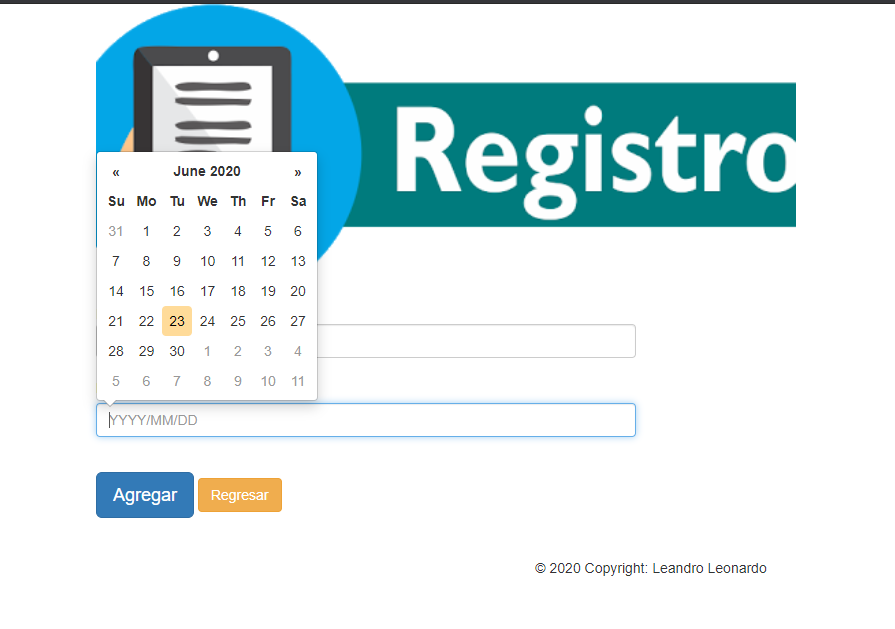 Registro
« June 2020 »
Su Mo Tu We Th Fr Sa
31 1 2 3 4 5 6
7 8 9 10 11 12 13
14 15 16 17 18 19 20
21 22 23 24 25 26 27
28 29 30 1 2 3 4
5 6 7 8 9 10 11
YYYY/MM/DD
Agregar Regresar
© 2020 Copyright: Leandro Leonardo